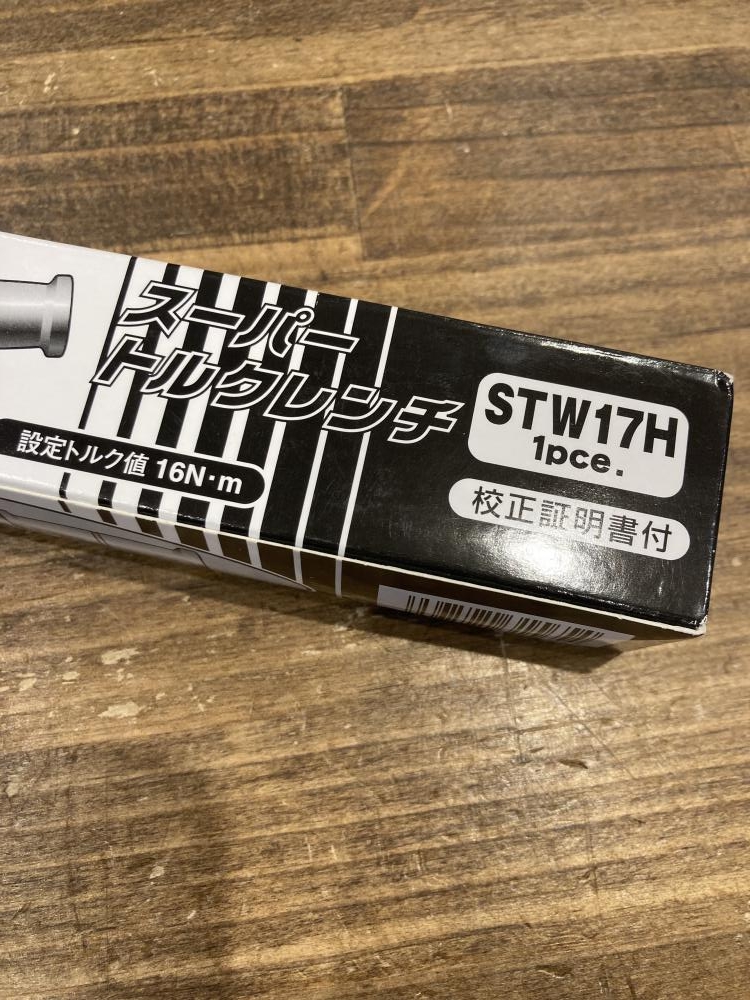 スーパー
トルクレンチ
設定トルク値 16N·m
STW17H
1pce.
校正証明書付